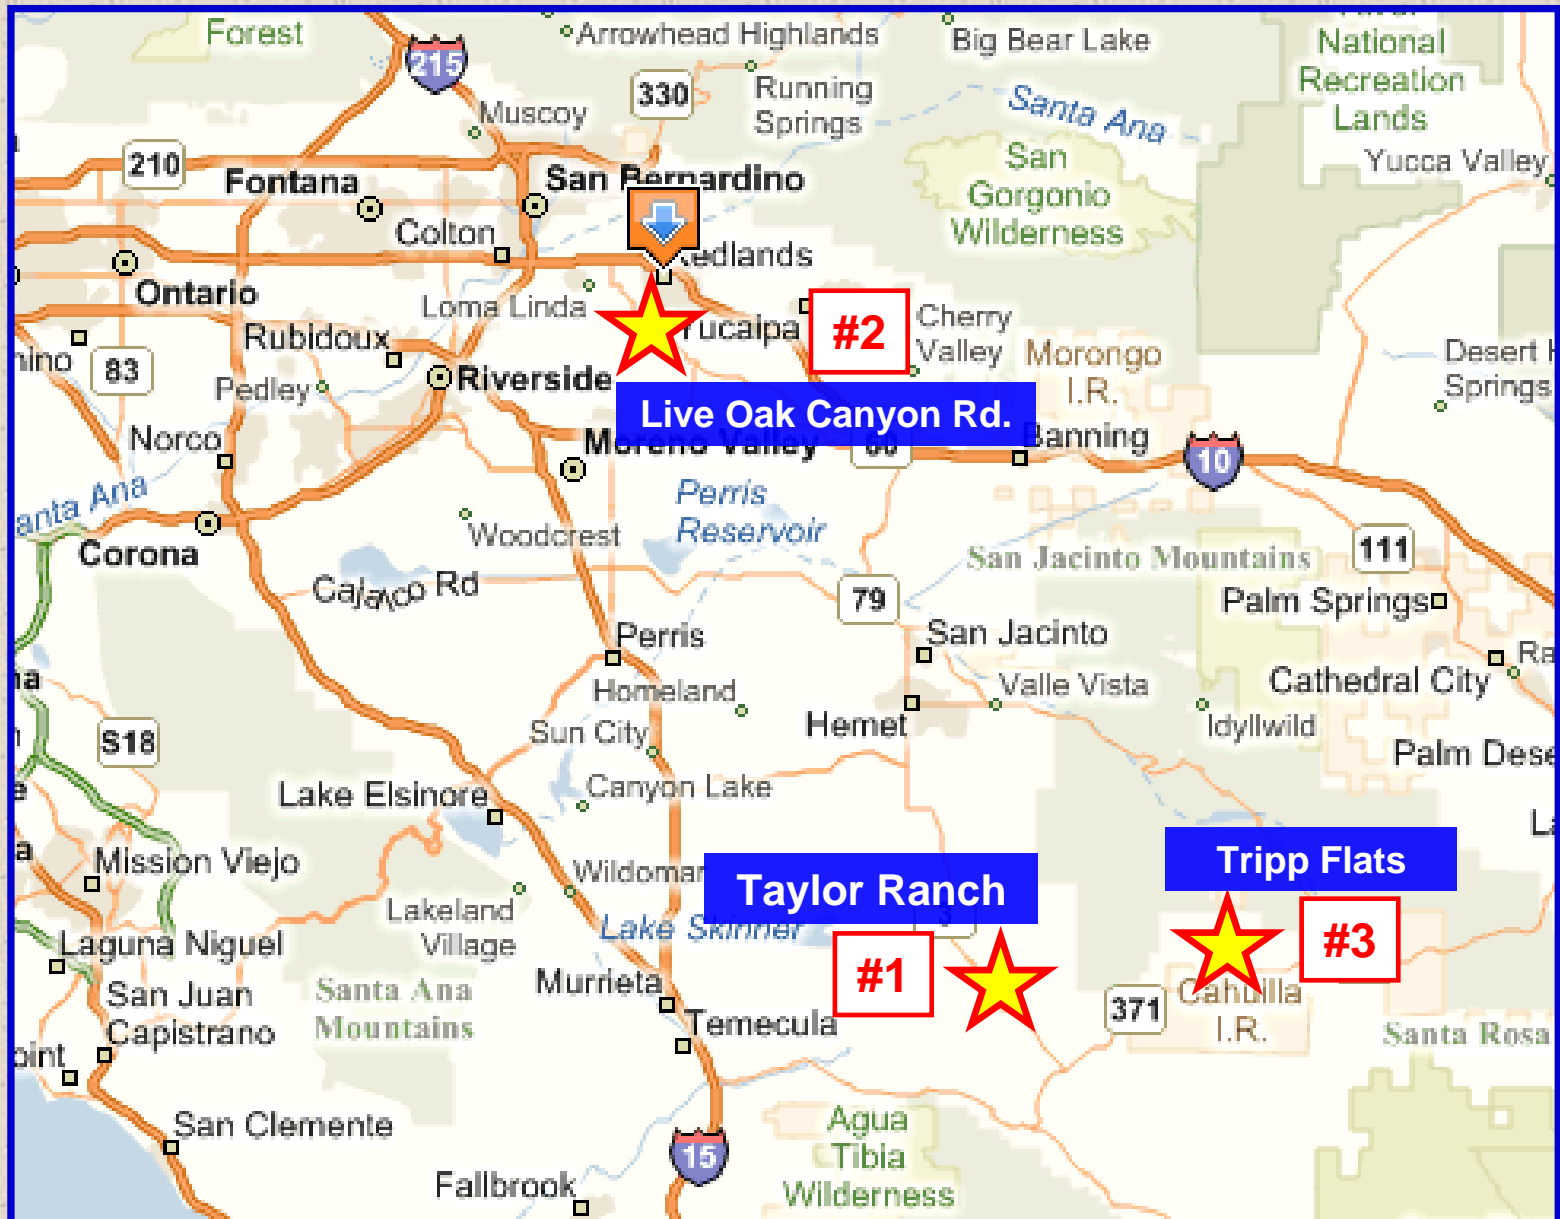 Forest
215
Arrowhead Highlands
Big Bear Lake
National
Recreation
Lands
330
Running
Springs
Santa Ana
Muscoy
210
Fontana
San Bernardino
San
Gorgonio
Wilderness
Yucca Valley
Colton
Ontario
Loma Linda
Yucaipa
#2
Cherry
Valley
Rubidoux
83
Pedley
Riverside
Morongo
I.R.
Desert
Springs
Live Oak Canyon Rd.
Norco
Moreno Valley
60
Banning
10
Perris
Reservoir
Corona
Woodcrest
San Jacinto Mountains
111
Cajalco Rd
79
Palm Springs
Perris
San Jacinto
Homeland
Valle Vista
Cathedral City
Sun City
Hemet
Idyllwild
S18
Palm
Lake Elsinore
Canyon Lake
Mission Viejo
Wildomar
Taylor Ranch
Tripp Flats
Lakeland
Village
Lake Skinner
#1
#3
Laguna Niguel
San Juan
Capistrano
Santa Ana
Mountains
Murrieta
Temecula
371
Cahuilla
I.R.
Santa Rosa
San Clemente
15
Agua
Tibia
Wilderness
Fallbrook